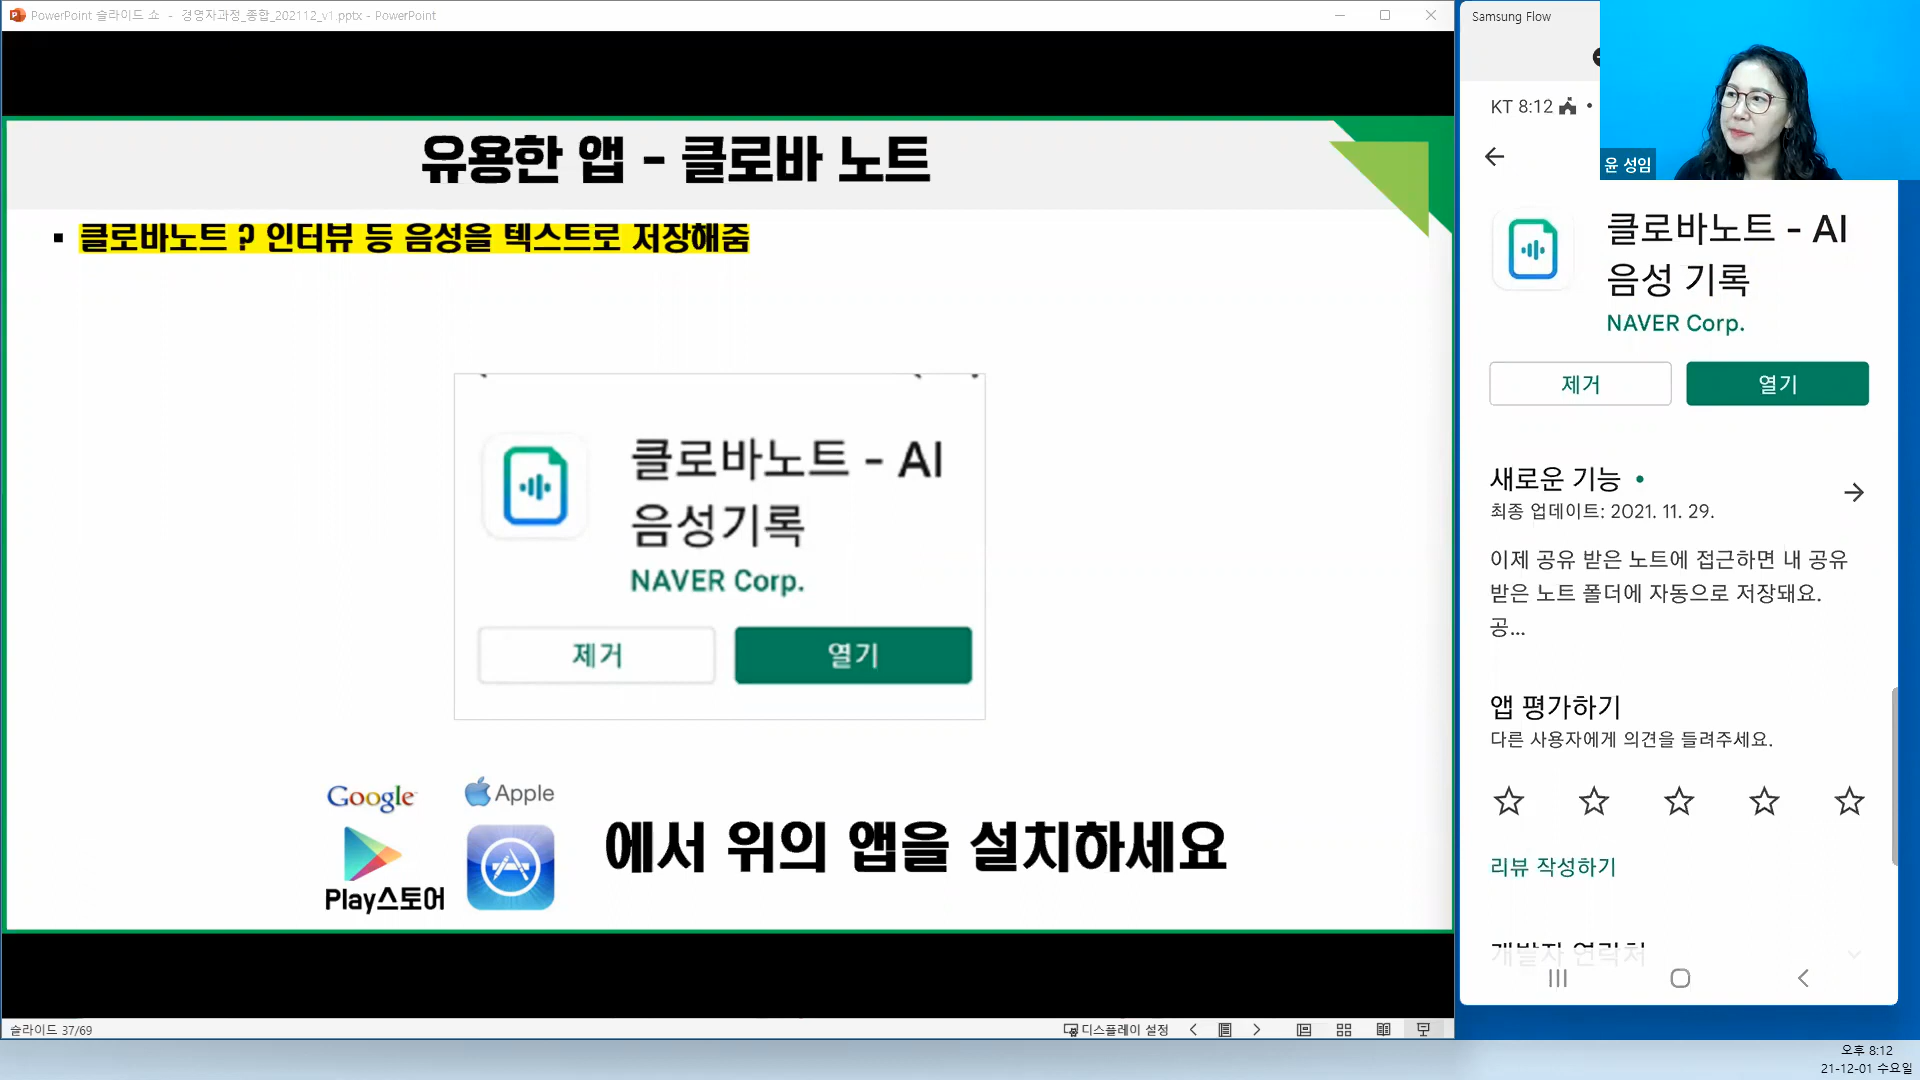 PowerPoint 슬라이드 쇼 - 경영자과정_종합_202112_v1.pptx - PowerPoint
유용한 앱 - 클로바 노트
▪ 클로바노트 ? 인터뷰 등 음성을 텍스트로 저장해줌
클로바노트 - AI
음성기록
NAVER Corp.
제거
열기
Google
Apple
Play스토어
에서 위의 앱을 설치하세요
슬라이드 37/69
디스플레이 설정
Samsung Flow
KT 8:12
윤 성임
클로바노트 - AI
음성 기록
NAVER Corp.
제거
열기
새로운 기능 •
최종 업데이트: 2021. 11. 29.
이제 공유 받은 노트에 접근하면 내 공유
받은 노트 폴더에 자동으로 저장돼요.
공...
앱 평가하기
다른 사용자에게 의견을 들려주세요.
리뷰 작성하기
개발자 연락처
오후 8:12
21-12-01 수요일